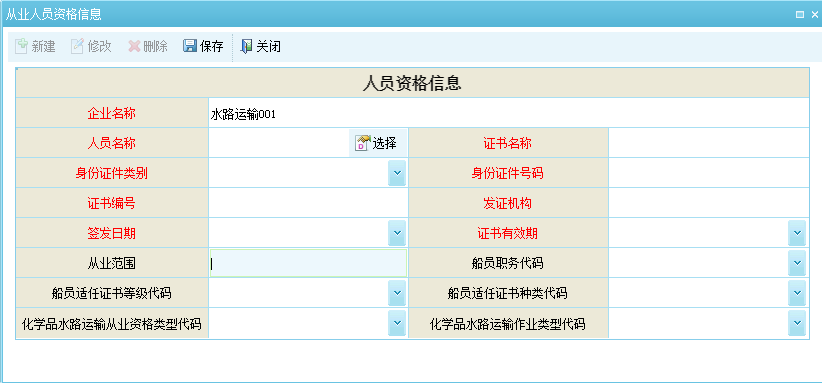 从业人员资格信息
新建 修改 删除 保存 关闭
人员资格信息
企业名称 水路运输001
人员名称 选择 证书名称
身份证件类别 身份证件号码
证书编号 发证机构
签发日期 证书有效期
从业范围 船员职务代码
船员适任证书等级代码 船员适任证书种类代码
化学品水路运输从业资格类型代码 化学品水路运输作业类型代码